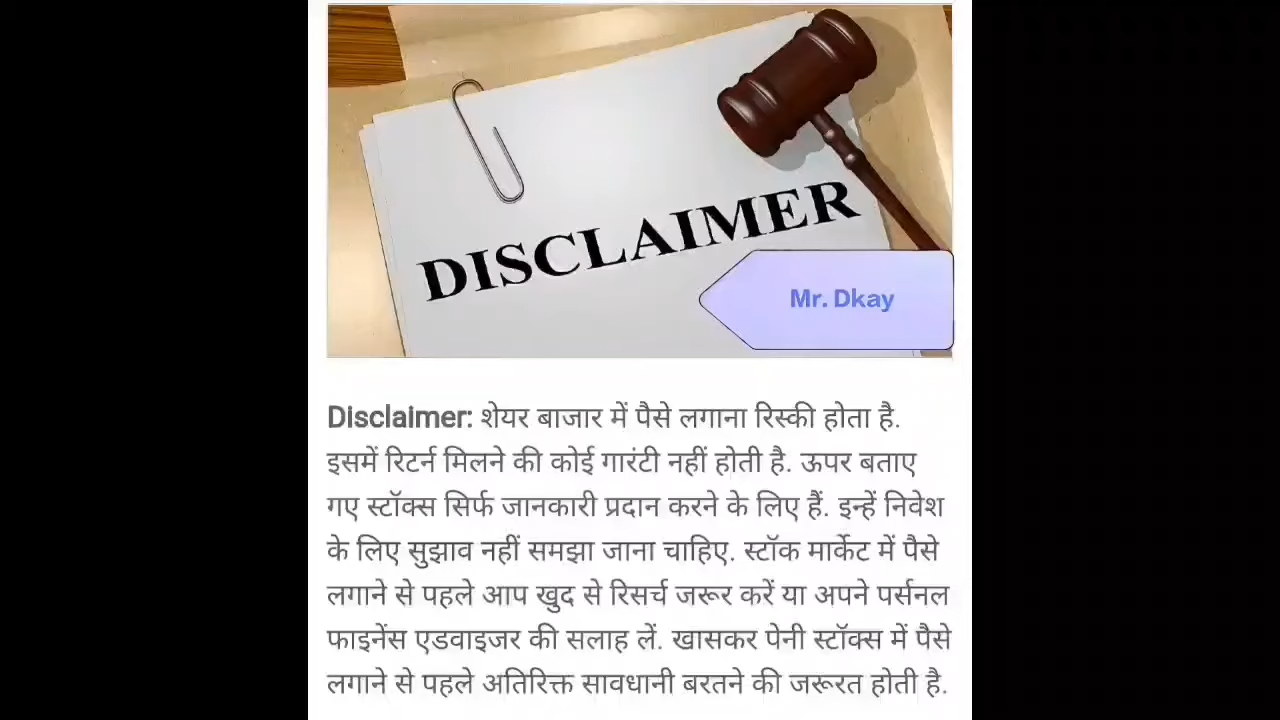 DISCLAIMER
Mr. Dkay
Disclaimer: शेयर बाजार में पैसे लगाना रिस्की होता है.
इसमें रिटर्न मिलने की कोई गारंटी नहीं होती है. ऊपर बताए
गए स्टॉक्स सिर्फ जानकारी प्रदान करने के लिए हैं. इन्हें निवेश
के लिए सुझाव नहीं समझा जाना चाहिए. स्टॉक मार्केट में पैसे
लगाने से पहले आप खुद से रिसर्च जरूर करें या अपने पर्सनल
फाइनेंस एडवाइजर की सलाह लें. खासकर पेनी स्टॉक्स में पैसे
लगाने से पहले अतिरिक्त सावधानी बरतने की जरूरत होती है.